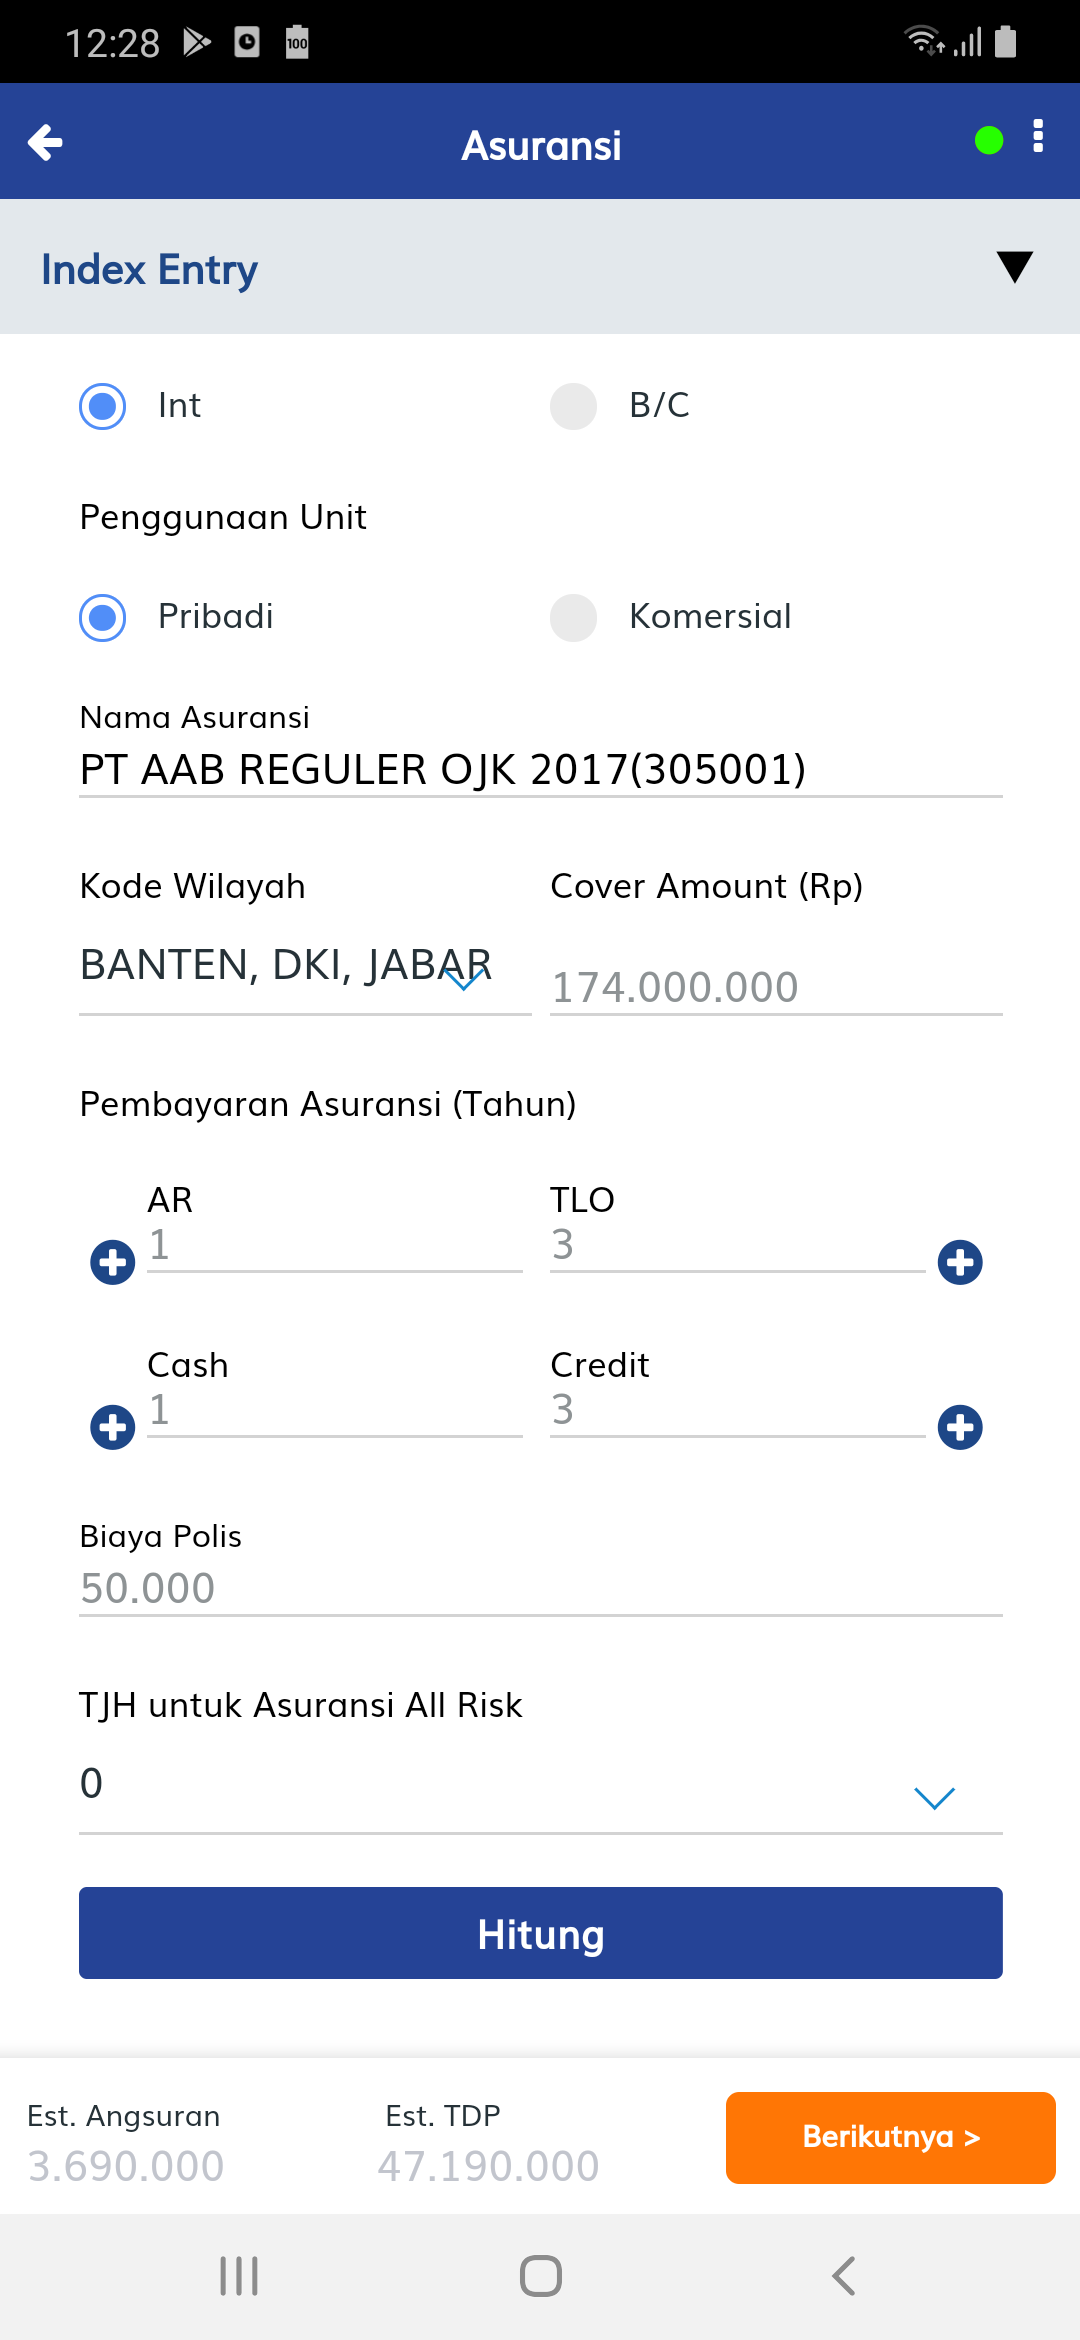 12:28
100
Asuransi
Index Entry
Int
B/C
Penggunaan Unit
Pribadi
Komersial
Nama Asuransi
PT AAB REGULER OJK 2017(305001)
Kode Wilayah
Cover Amount (Rp)
BANTEN, DKI, JABAR
174.000.000
Pembayaran Asuransi (Tahun)
AR
TLO
1
3
Cash
Credit
1
3
Biaya Polis
50.000
TJH untuk Asuransi All Risk
0
Hitung
Est. Angsuran
Est. TDP
3.690.000
47.190.000
Berikutnya >